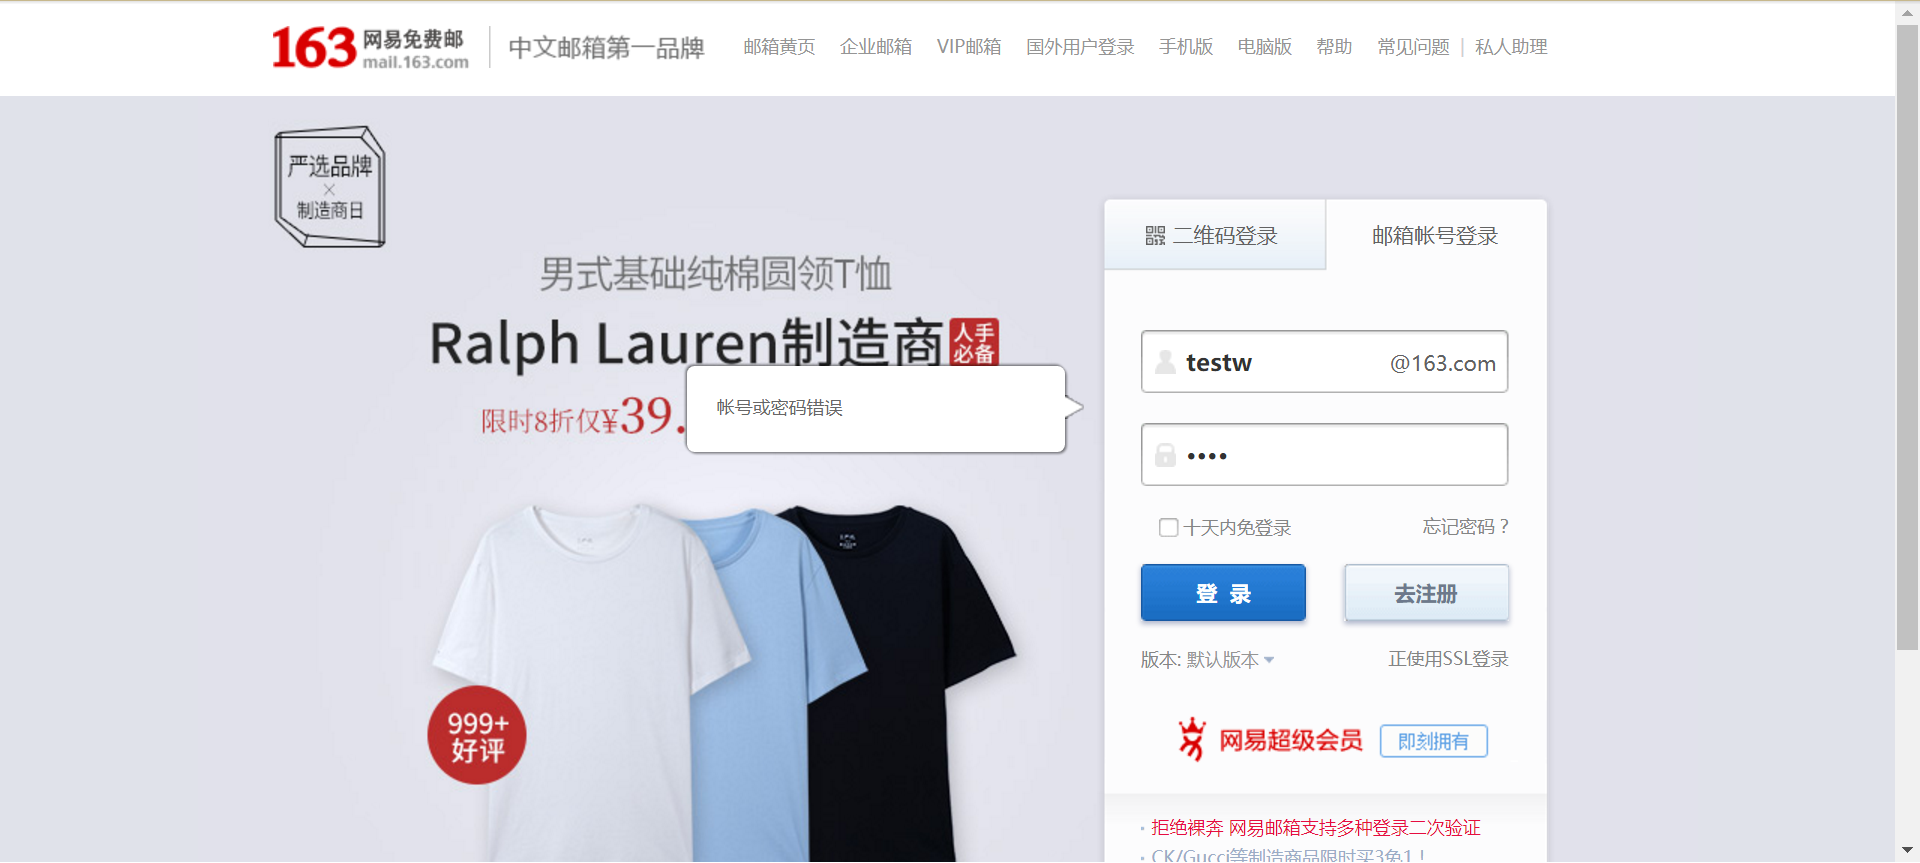 163 网易免费邮
mail.163.com
中文邮箱第一品牌
邮箱黄页 企业邮箱 VIP邮箱 国外用户登录 手机版 电脑版 帮助 常见问题 | 私人助理
严选品牌
×
制造商日
男式基础纯棉圆领T恤
Ralph Lauren制造商
人手
必备
限时8折仅¥39.
帐号或密码错误
999+
好评
二维码登录
邮箱帐号登录
testw @163.com
••••
十天内免登录 忘记密码?
登 录 去注册
版本: 默认版本 正使用SSL登录
网易超级会员 即刻拥有
· 拒绝裸奔 网易邮箱支持多种登录二次验证
· CK/Gucci等制造商品限时买3免1!